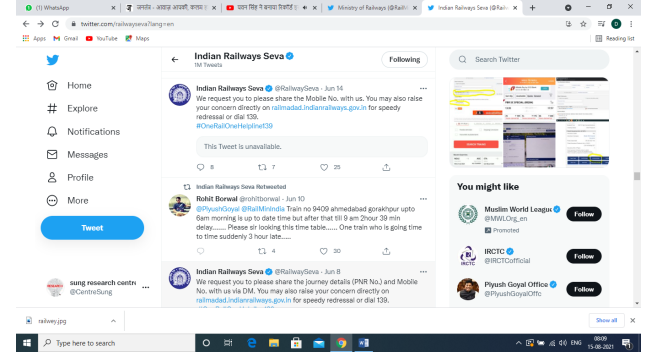 (1) WhatsApp
Ministry of Railways (@RailM
Indian Railways Seva (@Railw
twitter.com/railwayseva?lang=en
Apps
Gmail
YouTube
Maps
Reading list
Indian Railways Seva
1M Tweets
Following
Search Twitter
Home
Explore
Notifications
Messages
Profile
More
Tweet
sung research centre
@CentreSung
Indian Railways Seva @RailwaySeva · Jun 14
We request you to please share the Mobile No. with us. You may also raise
your concern directly on railmadad.indianrailways.gov.in for speedy
redressal or dial 139.
#OneRailOneHelpline139
This Tweet is unavailable.
8 7 25
Indian Railways Seva Retweeted
Rohit Borwal @rohitborwal · Jun 10
@PiyushGoyal @RailMinIndia Train no 9409 ahmedabad gorakhpur upto
6am morning is up to date time but after that till 9 am 2hour 39 min
delay....... Please sir looking this time table....... One train who is going time
to time suddenly 3 hour late.....
4 30
Indian Railways Seva @RailwaySeva · Jun 8
We request you to please share the journey details (PNR No.) and Mobile
No. with us via DM. You may also raise your concern directly on
railmadad.indianrailways.gov.in for speedy redressal or dial 139.
You might like
Muslim World League
@MWLOrg_en
Promoted
Follow
IRCTC
@IRCTCofficial
Follow
Piyush Goyal Office
@PiyushGoyalOffc
Follow
railwey.jpg
Show all
Type here to search
ENG
08:09
15-08-2021